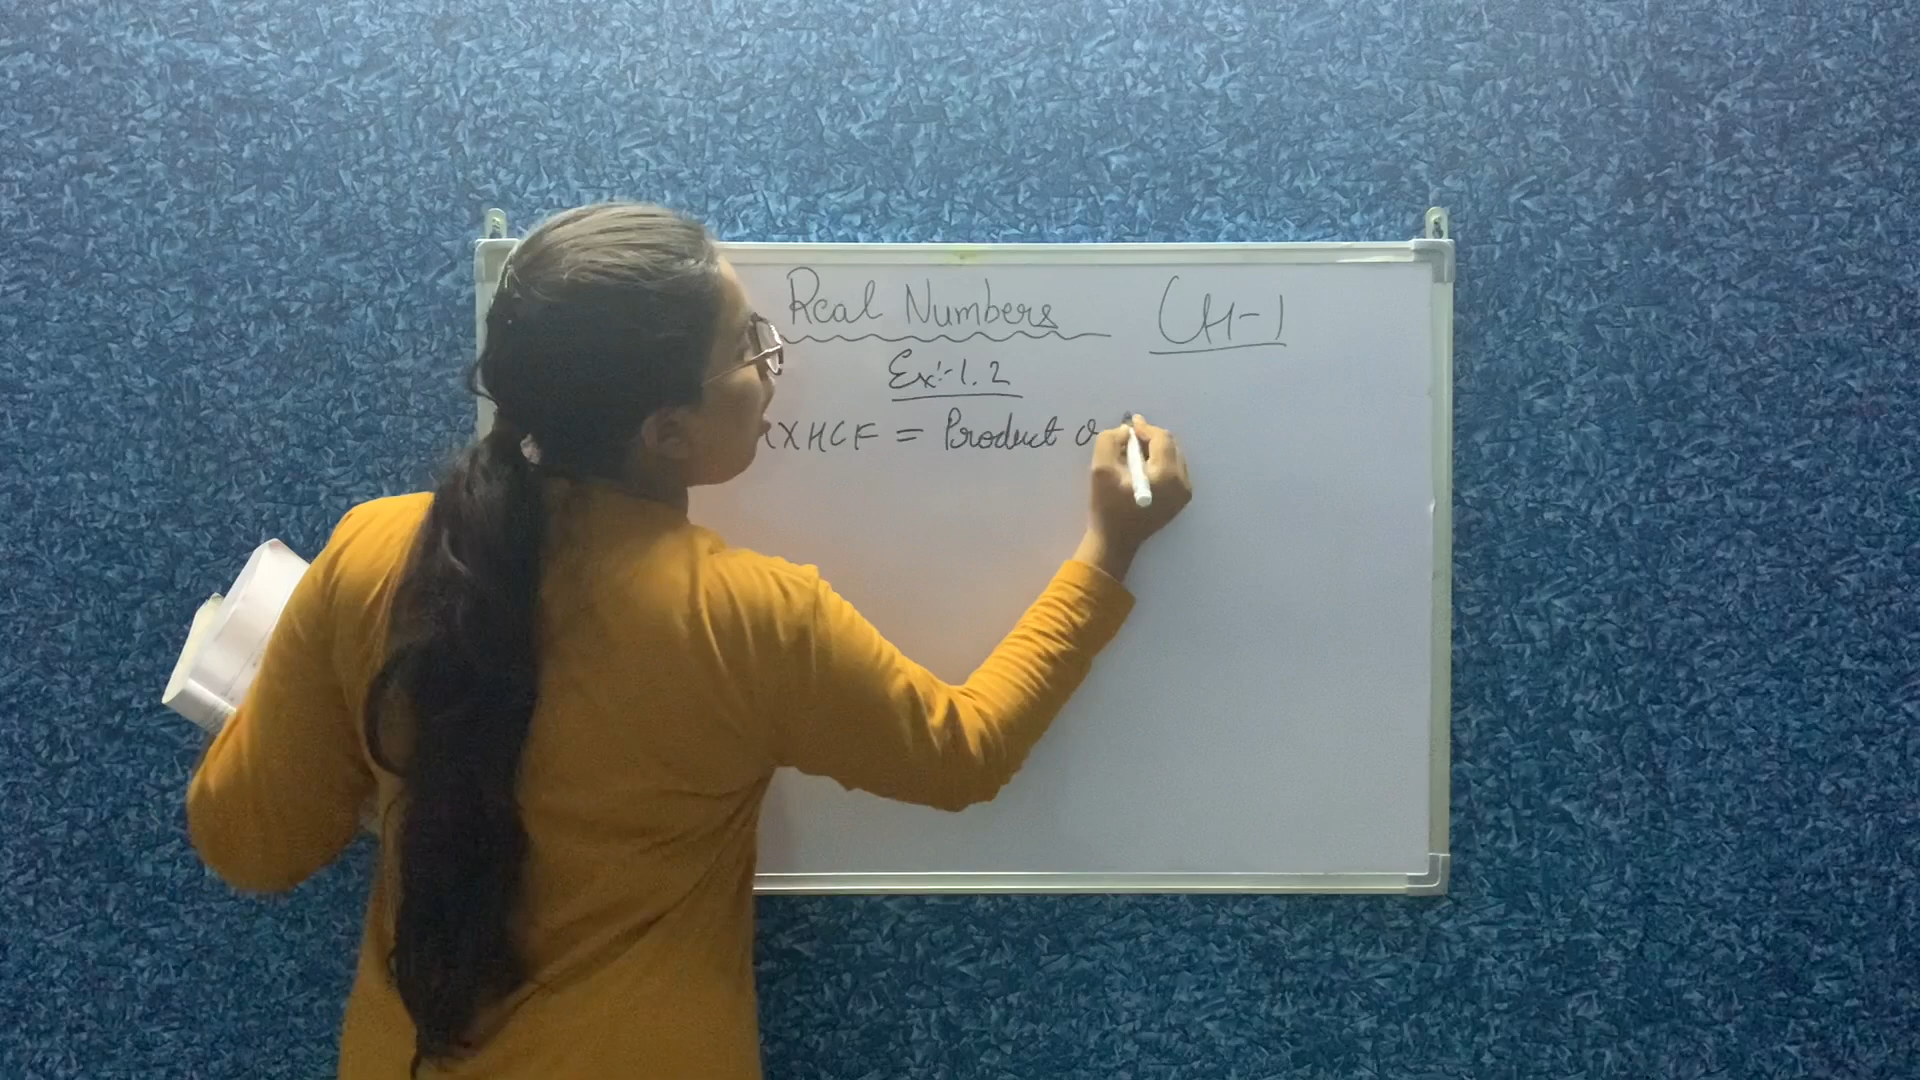 Real Numbers CH-1
Ex:-1.2
XHCF = Product